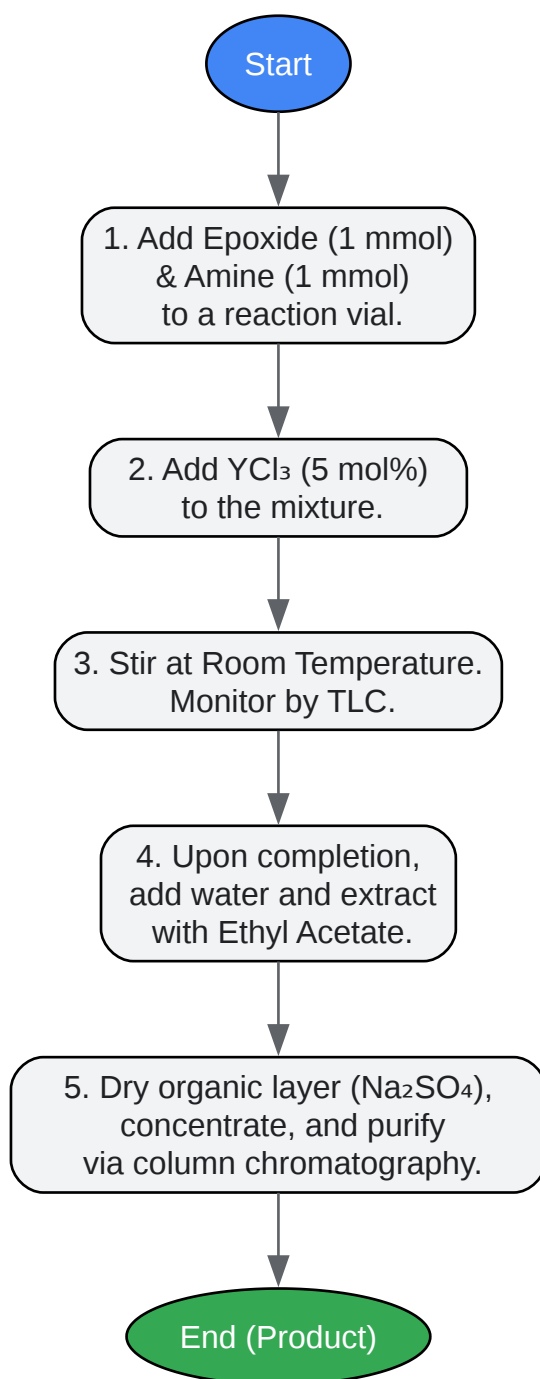 Start
1. Add Epoxide (1 mmol)
& Amine (1 mmol)
to a reaction vial.
2. Add YCl₃ (5 mol%)
to the mixture.
3. Stir at Room Temperature.
Monitor by TLC.
4. Upon completion,
add water and extract
with Ethyl Acetate.
5. Dry organic layer (Na₂SO₄),
concentrate, and purify
via column chromatography.
End (Product)